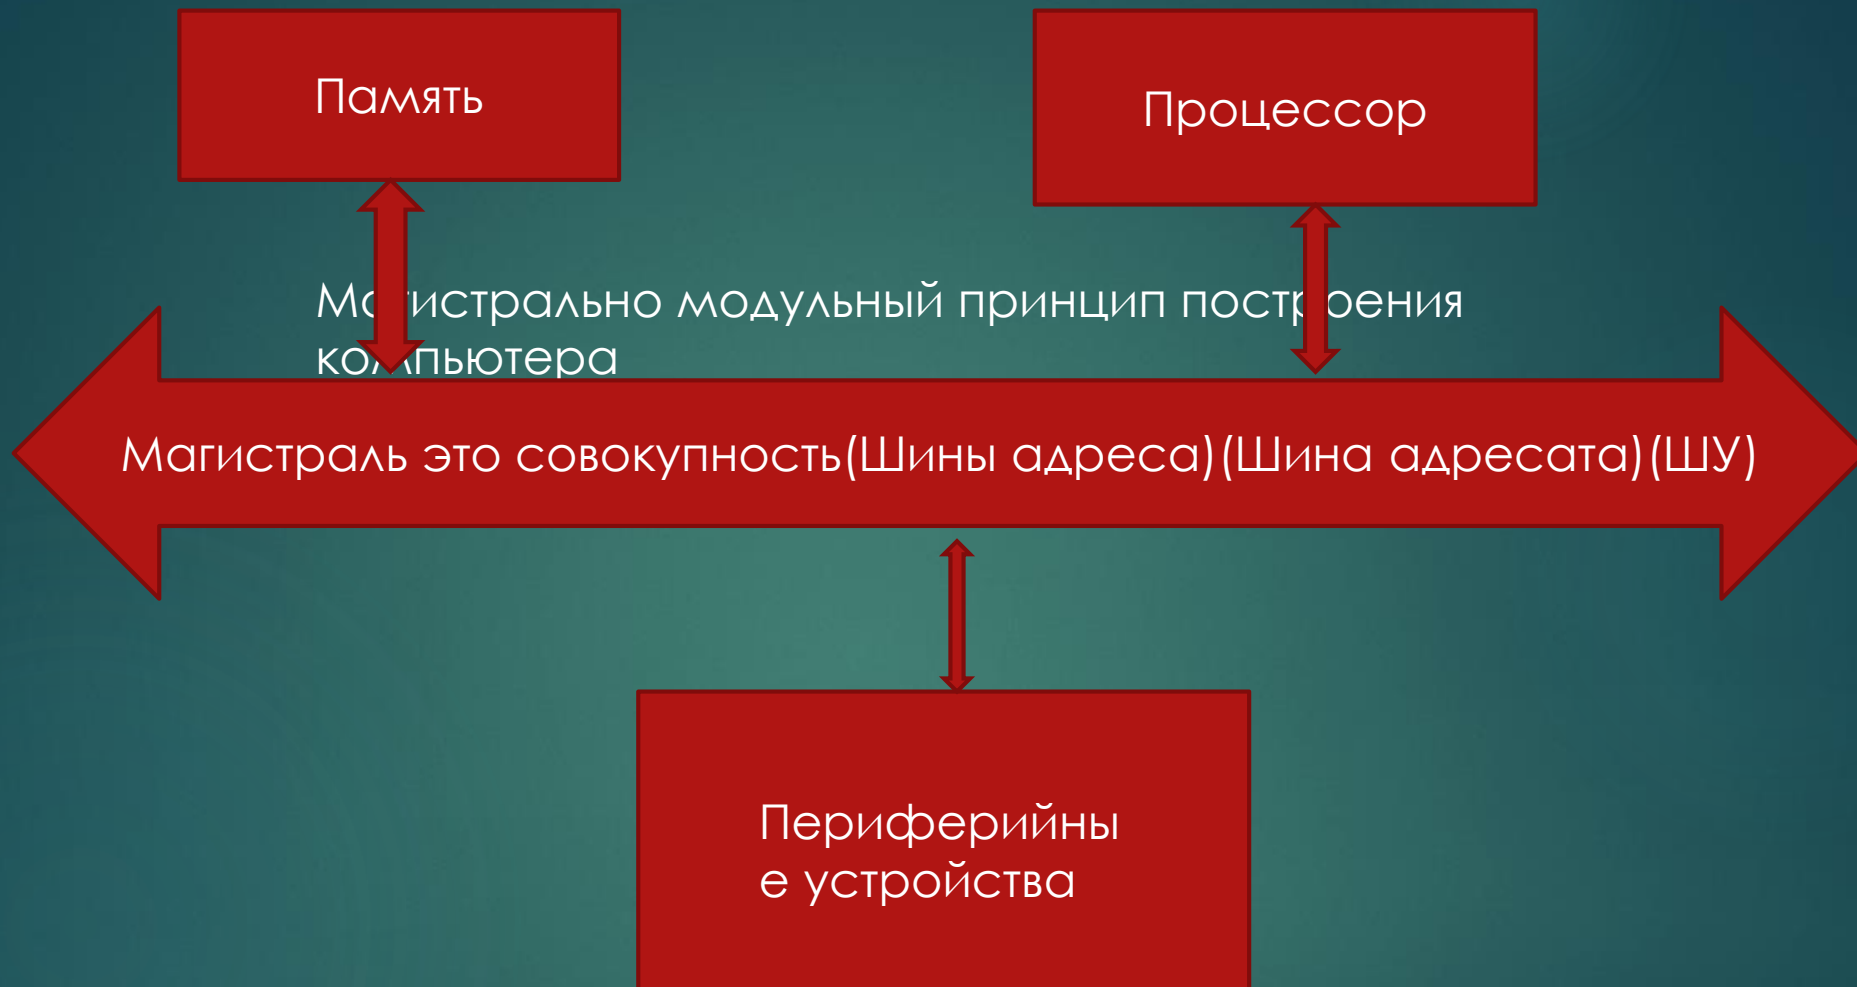 Память
Процессор
Магистрально модульный принцип построения
компьютера
Магистраль это совокупность(Шины адреса)(Шина адресата)(ШУ)
Периферийны
е устройства